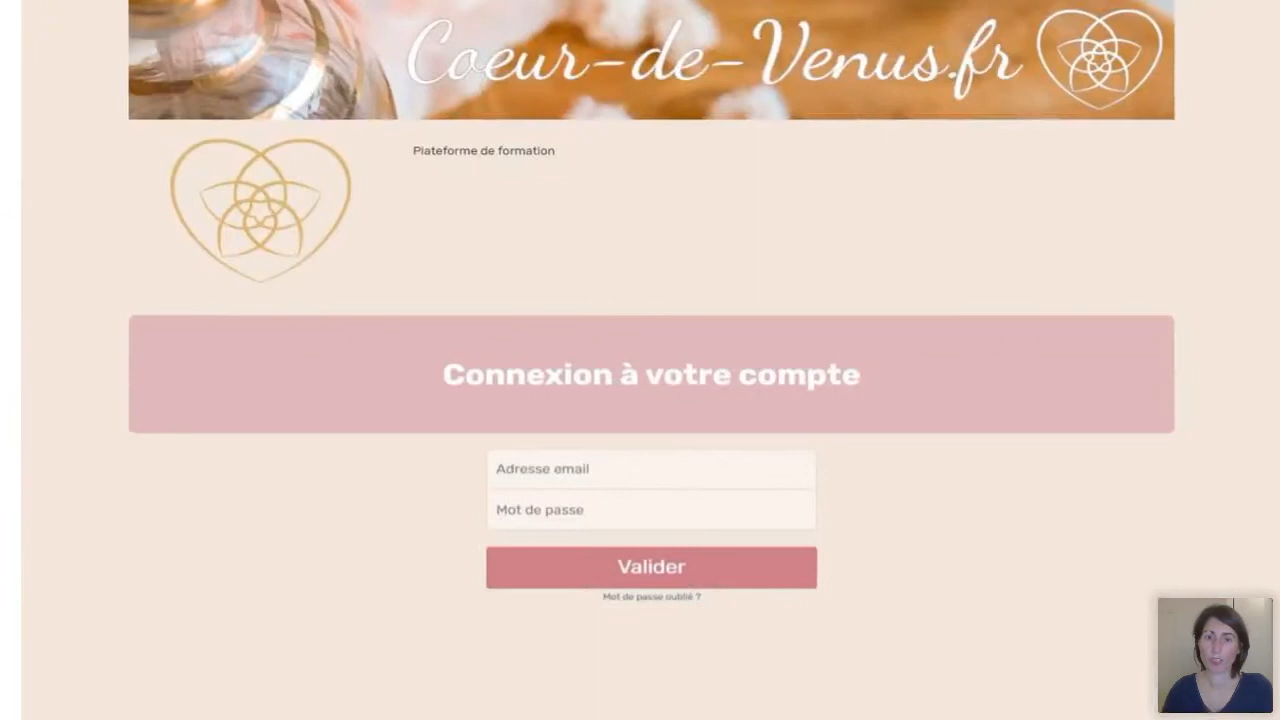 Coeur-de-Venus.fr
Plateforme de formation
Connexion à votre compte
Adresse email
Mot de passe
Valider
Mot de passe oublié ?